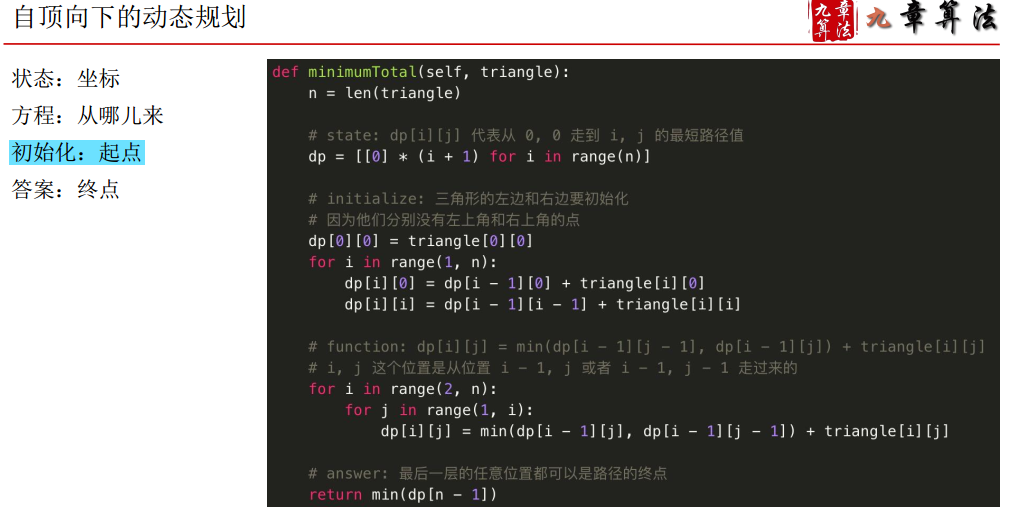 自顶向下的动态规划
九章算法 九章算法
状态：坐标
方程：从哪儿来
初始化：起点
答案：终点
def minimumTotal(self, triangle):
    n = len(triangle)

    # state: dp[i][j] 代表从 0, 0 走到 i, j 的最短路径值
    dp = [[0] * (i + 1) for i in range(n)]

    # initialize: 三角形的左边和右边要初始化
    # 因为他们分别没有左上角和右上角的点
    dp[0][0] = triangle[0][0]
    for i in range(1, n):
        dp[i][0] = dp[i - 1][0] + triangle[i][0]
        dp[i][i] = dp[i - 1][i - 1] + triangle[i][i]

    # function: dp[i][j] = min(dp[i - 1][j - 1], dp[i - 1][j]) + triangle[i][j]
    # i, j 这个位置是从位置 i - 1, j 或者 i - 1, j - 1 走过来的
    for i in range(2, n):
        for j in range(1, i):
            dp[i][j] = min(dp[i - 1][j], dp[i - 1][j - 1]) + triangle[i][j]

    # answer: 最后一层的任意位置都可以是路径的终点
    return min(dp[n - 1])